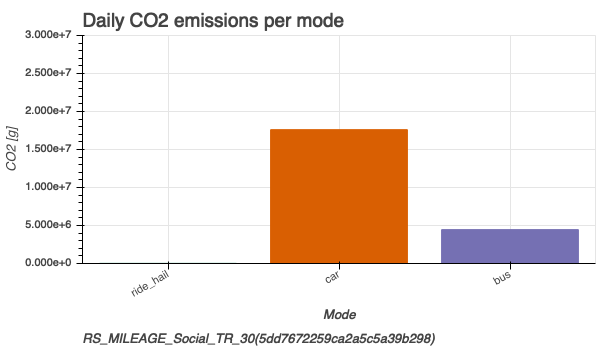 Daily CO2 emissions per mode
3.000e+7
2.500e+7
2.000e+7
1.500e+7
1.000e+7
5.000e+6
0.000e+0
CO2 [g]
ride_hail
car
bus
Mode
RS_MILEAGE_Social_TR_30(5dd7672259ca2a5c5a39b298)